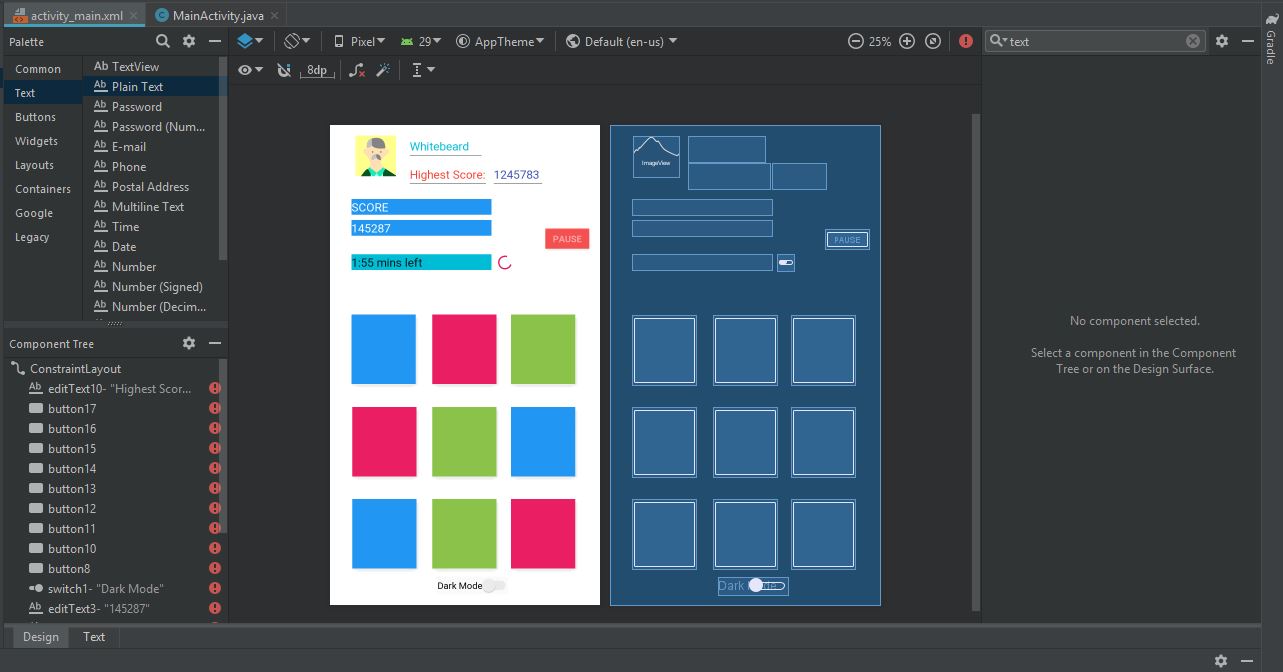 activity_main.xml
MainActivity.java
Palette
Pixel
29
AppTheme
Default (en-us)
25%
text
Gradle
8dp
Common
Text
Buttons
Widgets
Layouts
Containers
Google
Legacy
Ab TextView
Ab Plain Text
Ab Password
Ab Password (Num...
Ab E-mail
Ab Phone
Ab Postal Address
Ab Multiline Text
Ab Time
Ab Date
Ab Number
Ab Number (Signed)
Ab Number (Decim...
Component Tree
ConstraintLayout
Ab editText10- "Highest Scor...
button17
button16
button15
button14
button13
button12
button11
button10
button8
switch1- "Dark Mode"
Ab editText3- "145287"
Whitebeard
Highest Score: 1245783
SCORE
145287
PAUSE
1:55 mins left
Dark Mode
ImageView
PAUSE
Dark
No component selected.
Select a component in the Component
Tree or on the Design Surface.
Design
Text